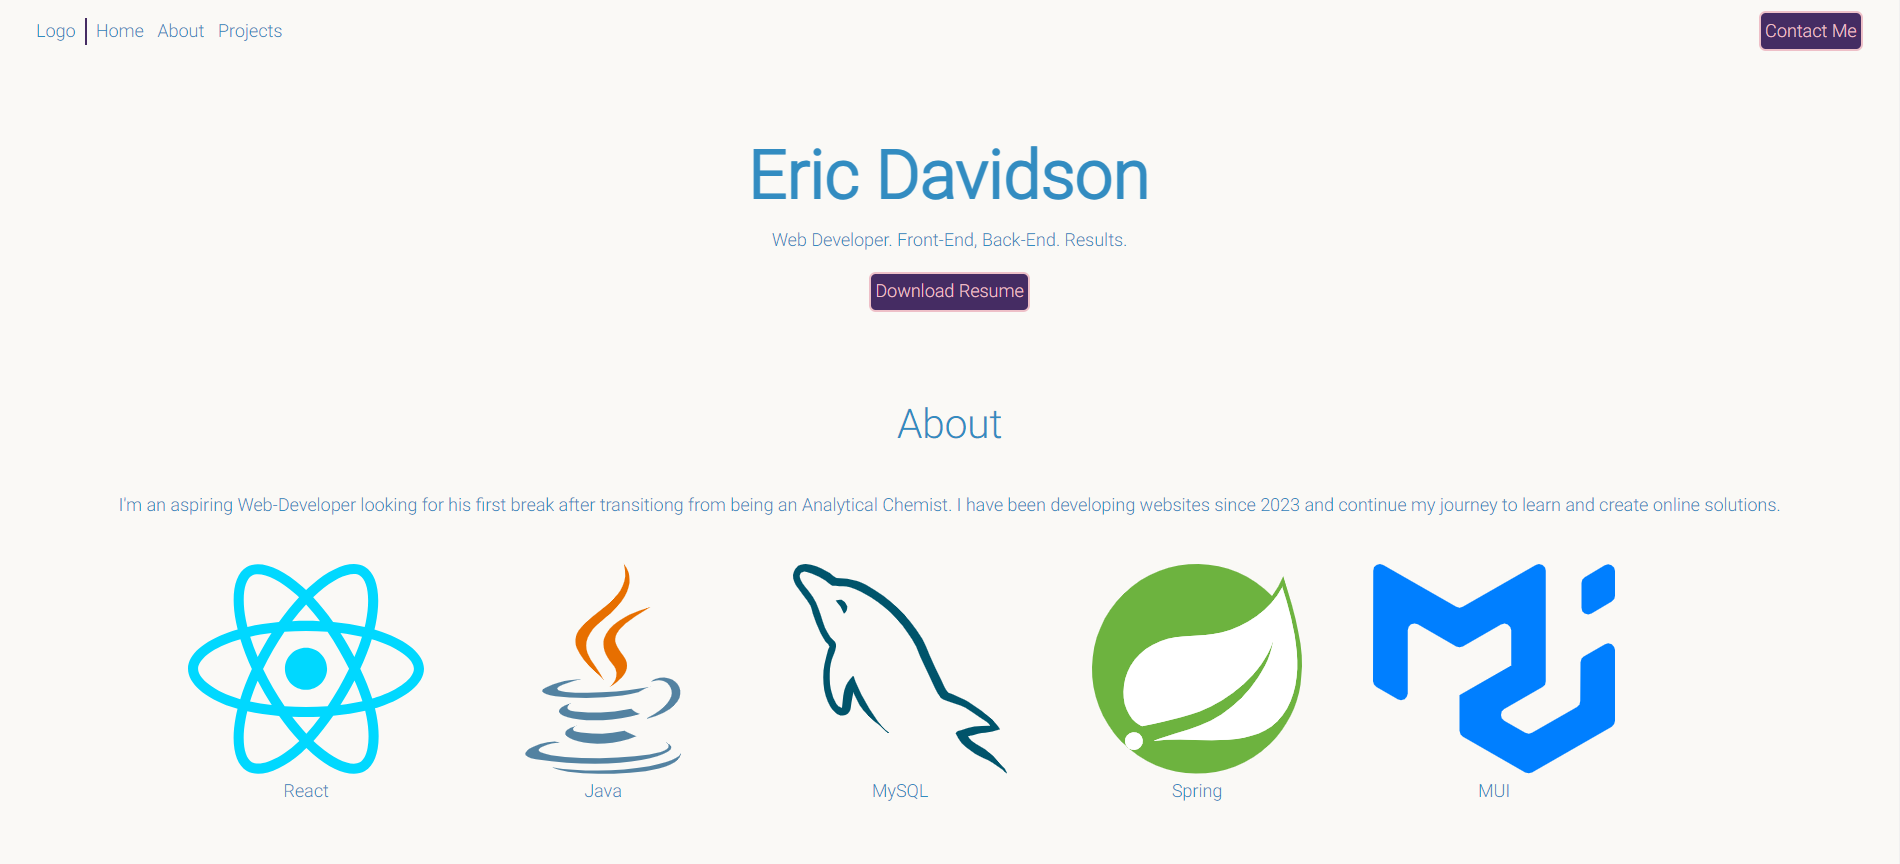 Logo Home About Projects Contact Me
Eric Davidson
Web Developer. Front-End, Back-End. Results.
Download Resume
About
I'm an aspiring Web-Developer looking for his first break after transitiong from being an Analytical Chemist. I have been developing websites since 2023 and continue my journey to learn and create online solutions.
React Java MySQL Spring MUI